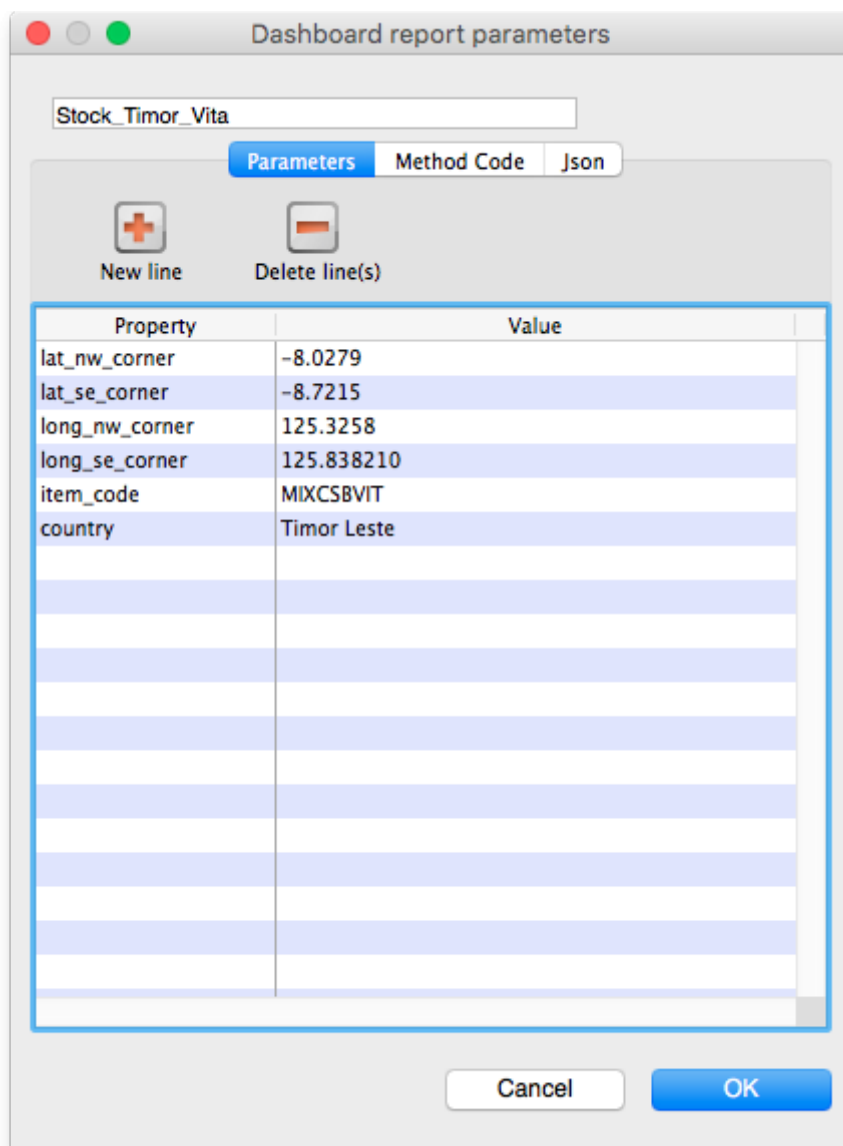 Dashboard report parameters
Stock_Timor_Vita
Parameters Method Code Json
New line Delete line(s)
Property Value
lat_nw_corner -8.0279
lat_se_corner -8.7215
long_nw_corner 125.3258
long_se_corner 125.838210
item_code MIXCSBVIT
country Timor Leste
Cancel OK